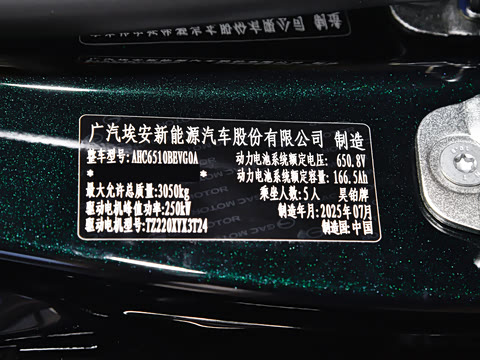 广汽埃安新能源汽车股份有限公司 制造
整车型号:AHC6510BEVG0A 动力电池系统额定电压: 650.8V
* * 动力电池系统额定容量: 166.5Ah
最大允许总质量:3050kg 乘坐人数:5人 昊铂牌
驱动电机峰值功率:250kW 制造年月:2025年07月
驱动电机型号:TZ220XYX3T24 制造国:中国